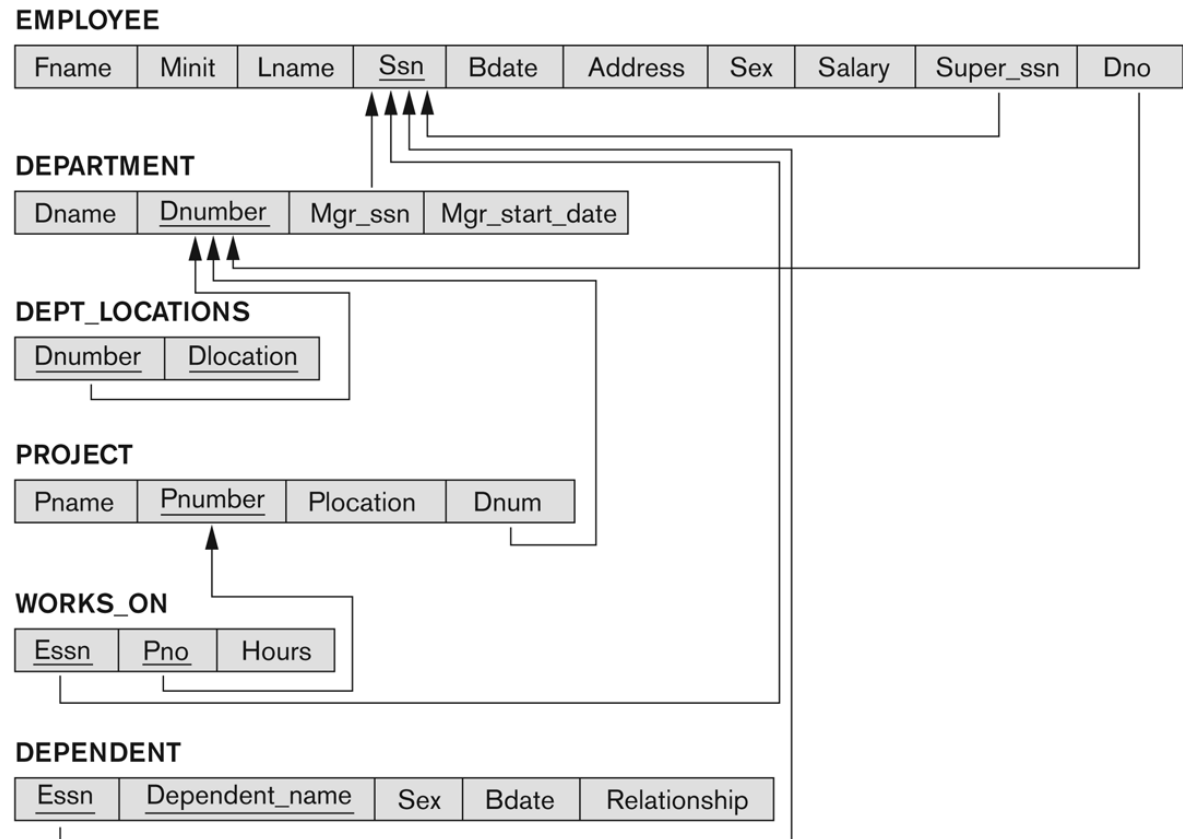 EMPLOYEE
Fname Minit Lname Ssn Bdate Address Sex Salary Super_ssn Dno
DEPARTMENT
Dname Dnumber Mgr_ssn Mgr_start_date
DEPT_LOCATIONS
Dnumber Dlocation
PROJECT
Pname Pnumber Plocation Dnum
WORKS_ON
Essn Pno Hours
DEPENDENT
Essn Dependent_name Sex Bdate Relationship